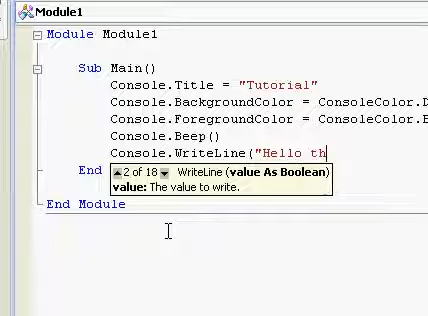 Module1
Module Module1
Sub Main()
Console.Title = "Tutorial"
Console.BackgroundColor = ConsoleColor.D
Console.ForegroundColor = ConsoleColor.B
Console.Beep()
Console.WriteLine("Hello th
End
2 of 18 WriteLine (value As Boolean)
value: The value to write.
End Module